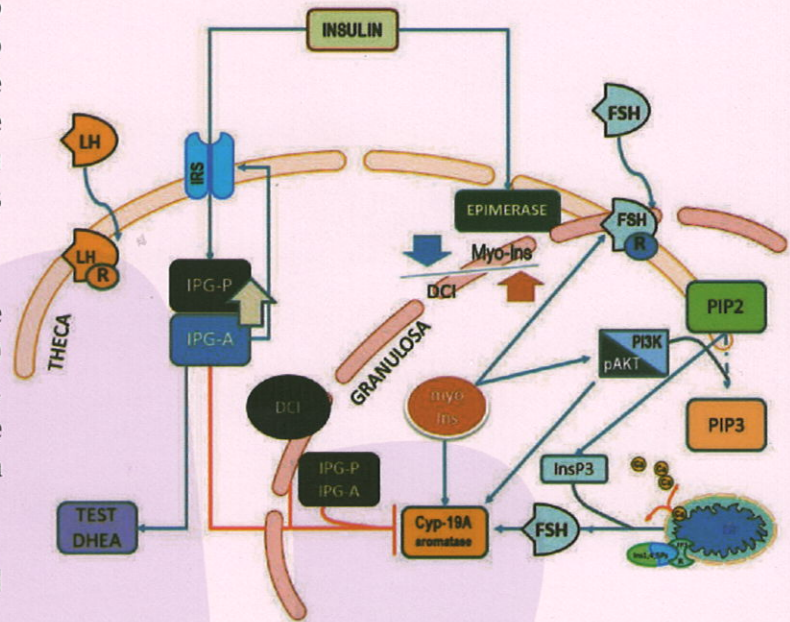 INSULIN
LH
IRS
FSH
EPIMERASE
LH
R
FSH
R
Myo-Ins
DCI
IPG-P
IPG-A
THECA
GRANULOSA
PIP2
PI3K
pAKT
DCI
myo
Ins
PIP3
IPG-P
IPG-A
InsP3
TEST
DHEA
Cyp-19A
aromatase
FSH